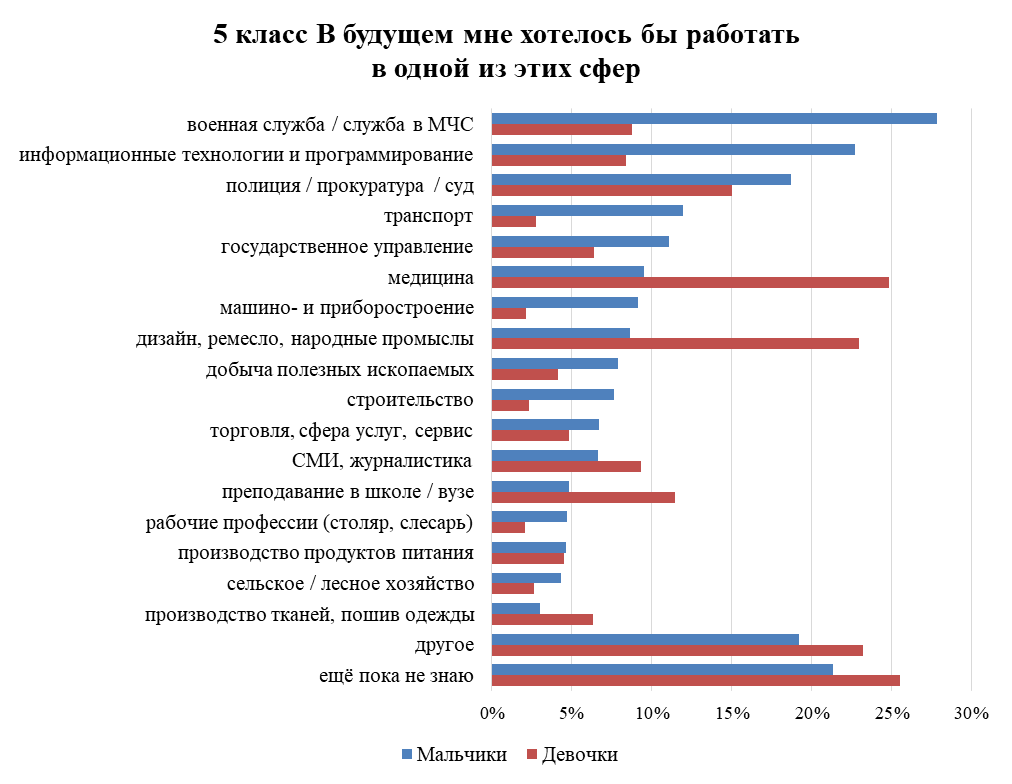 5 класс В будущем мне хотелось бы работать
в одной из этих сфер
военная служба / служба в МЧС
информационные технологии и программирование
полиция / прокуратура / суд
транспорт
государственное управление
медицина
машино- и приборостроение
дизайн, ремесло, народные промыслы
добыча полезных ископаемых
строительство
торговля, сфера услуг, сервис
СМИ, журналистика
преподавание в школе / вузе
рабочие профессии (столяр, слесарь)
производство продуктов питания
сельское / лесное хозяйство
производство тканей, пошив одежды
другое
ещё пока не знаю
0% 5% 10% 15% 20% 25% 30%
Мальчики Девочки